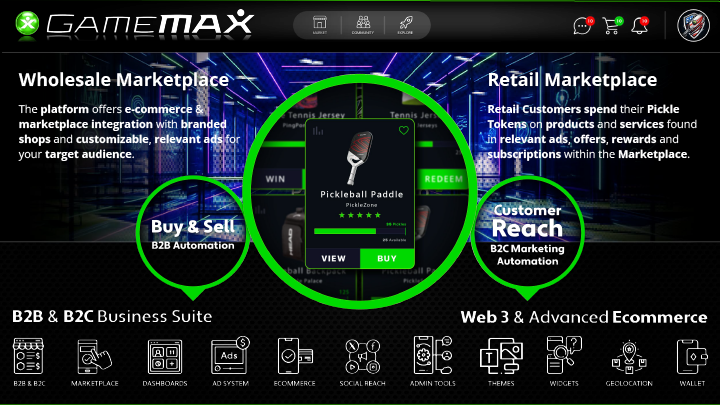 GAMEMAX
MARKET
COMMUNITY
EXPLORE
Wholesale Marketplace
The platform offers e-commerce &
marketplace integration with branded
shops and customizable, relevant ads for
your target audience.
Retail Marketplace
Retail Customers spend their Pickle
Tokens on products and services found
in relevant ads, offers, rewards and
subscriptions within the Marketplace.
Tennis Jersey
Tennis Jersey
WIN
REDEEM
Pickleball Paddle
PickleZone
VIEW
BUY
Buy & Sell
B2B Automation
Customer
Reach
B2C Marketing
Automation
B2B & B2C Business Suite
Web 3 & Advanced Ecommerce
Ads
B2B & B2C
MARKETPLACE
DASHBOARDS
AD SYSTEM
ECOMMERCE
SOCIAL REACH
ADMIN TOOLS
THEMES
WIDGETS
GEOLOCATION
WALLET